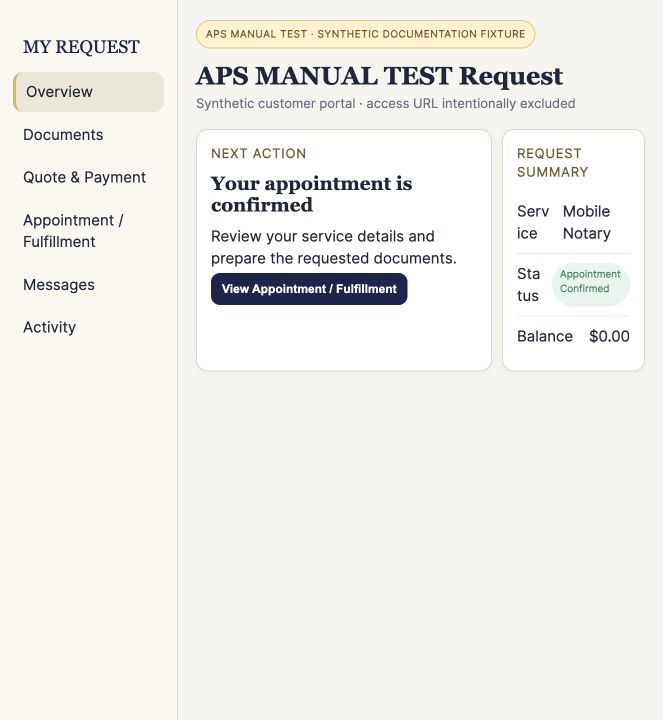 MY REQUEST
Overview
Documents
Quote & Payment
Appointment /
Fulfillment
Messages
Activity
APS MANUAL TEST · SYNTHETIC DOCUMENTATION FIXTURE
APS MANUAL TEST Request
Synthetic customer portal · access URL intentionally excluded
NEXT ACTION
Your appointment is
confirmed
Review your service details and
prepare the requested documents.
View Appointment / Fulfillment
REQUEST
SUMMARY
Serv Mobile
ice Notary
Sta Appointment
tus Confirmed
Balance $0.00